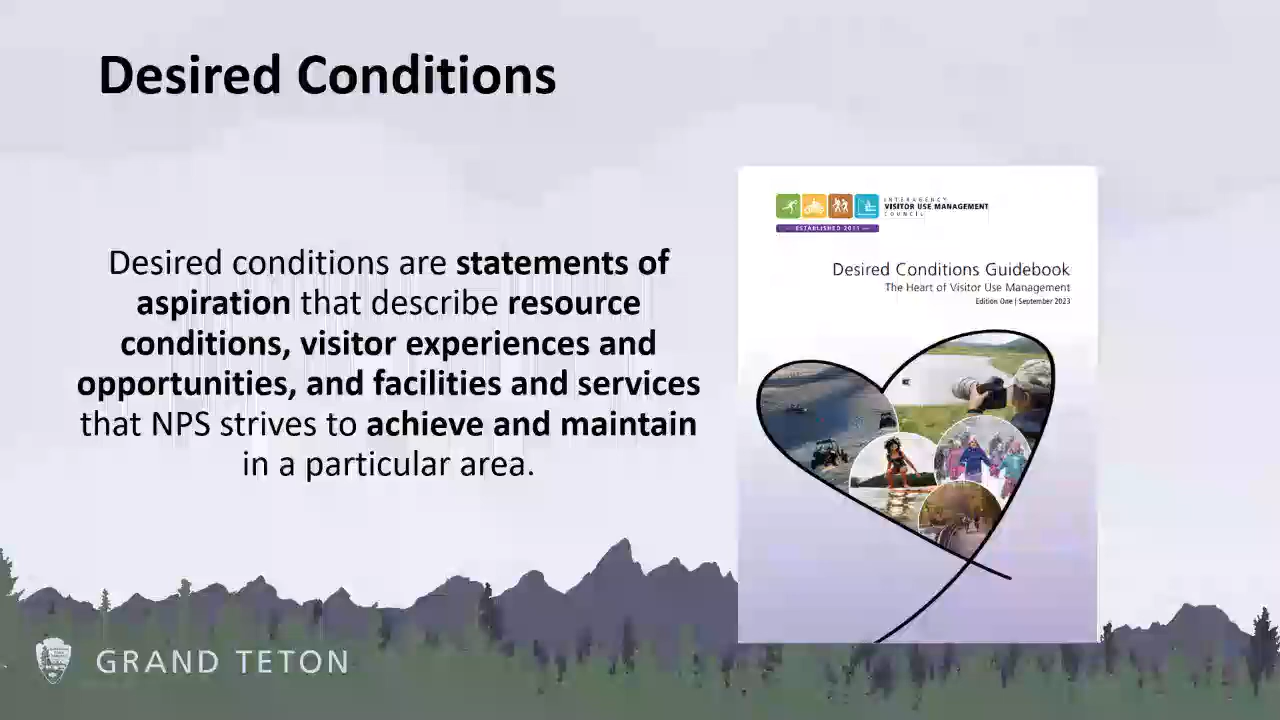 Desired Conditions
Desired conditions are statements of
aspiration that describe resource
conditions, visitor experiences and
opportunities, and facilities and services
that NPS strives to achieve and maintain
in a particular area.
INTERAGENCY
VISITOR USE MANAGEMENT
COUNCIL
ESTABLISHED 2011
Desired Conditions Guidebook
The Heart of Visitor Use Management
Edition One | September 2023
GRAND TETON